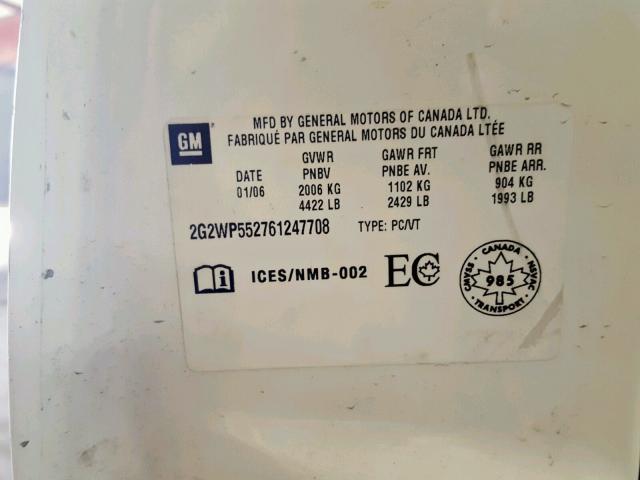 MFD BY GENERAL MOTORS OF CANADA LTD.
FABRIQUÉ PAR GENERAL MOTORS DU CANADA LTÉE
GM
GVWR GAWR FRT GAWR RR
DATE PNBV PNBE AV. PNBE ARR.
01/06 2006 KG 1102 KG 904 KG
4422 LB 2429 LB 1993 LB
2G2WP552761247708 TYPE: PC/VT
i ICES/NMB-002 EC
CANADA
CMVSS 985 NSVAC
TRANSPORT